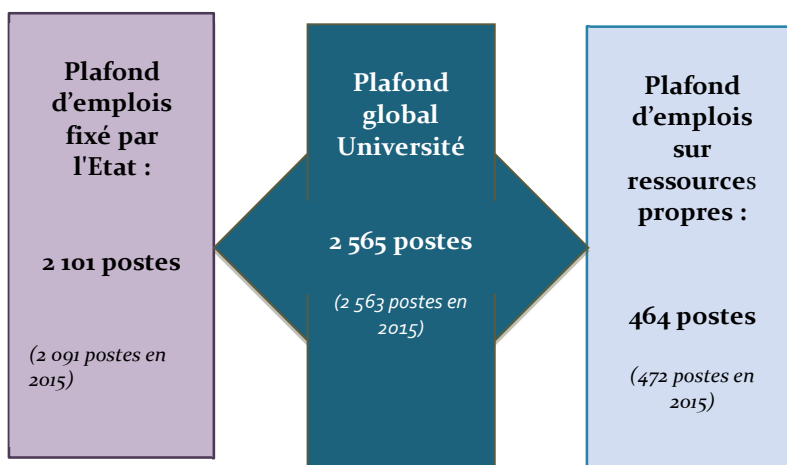 Plafond
d’emplois
fixé par
l'Etat :
2 101 postes
(2 091 postes en
2015)
Plafond
global
Université
2 565 postes
(2 563 postes en
2015)
Plafond
d’emplois
sur
ressources
propres :
464 postes
(472 postes en
2015)